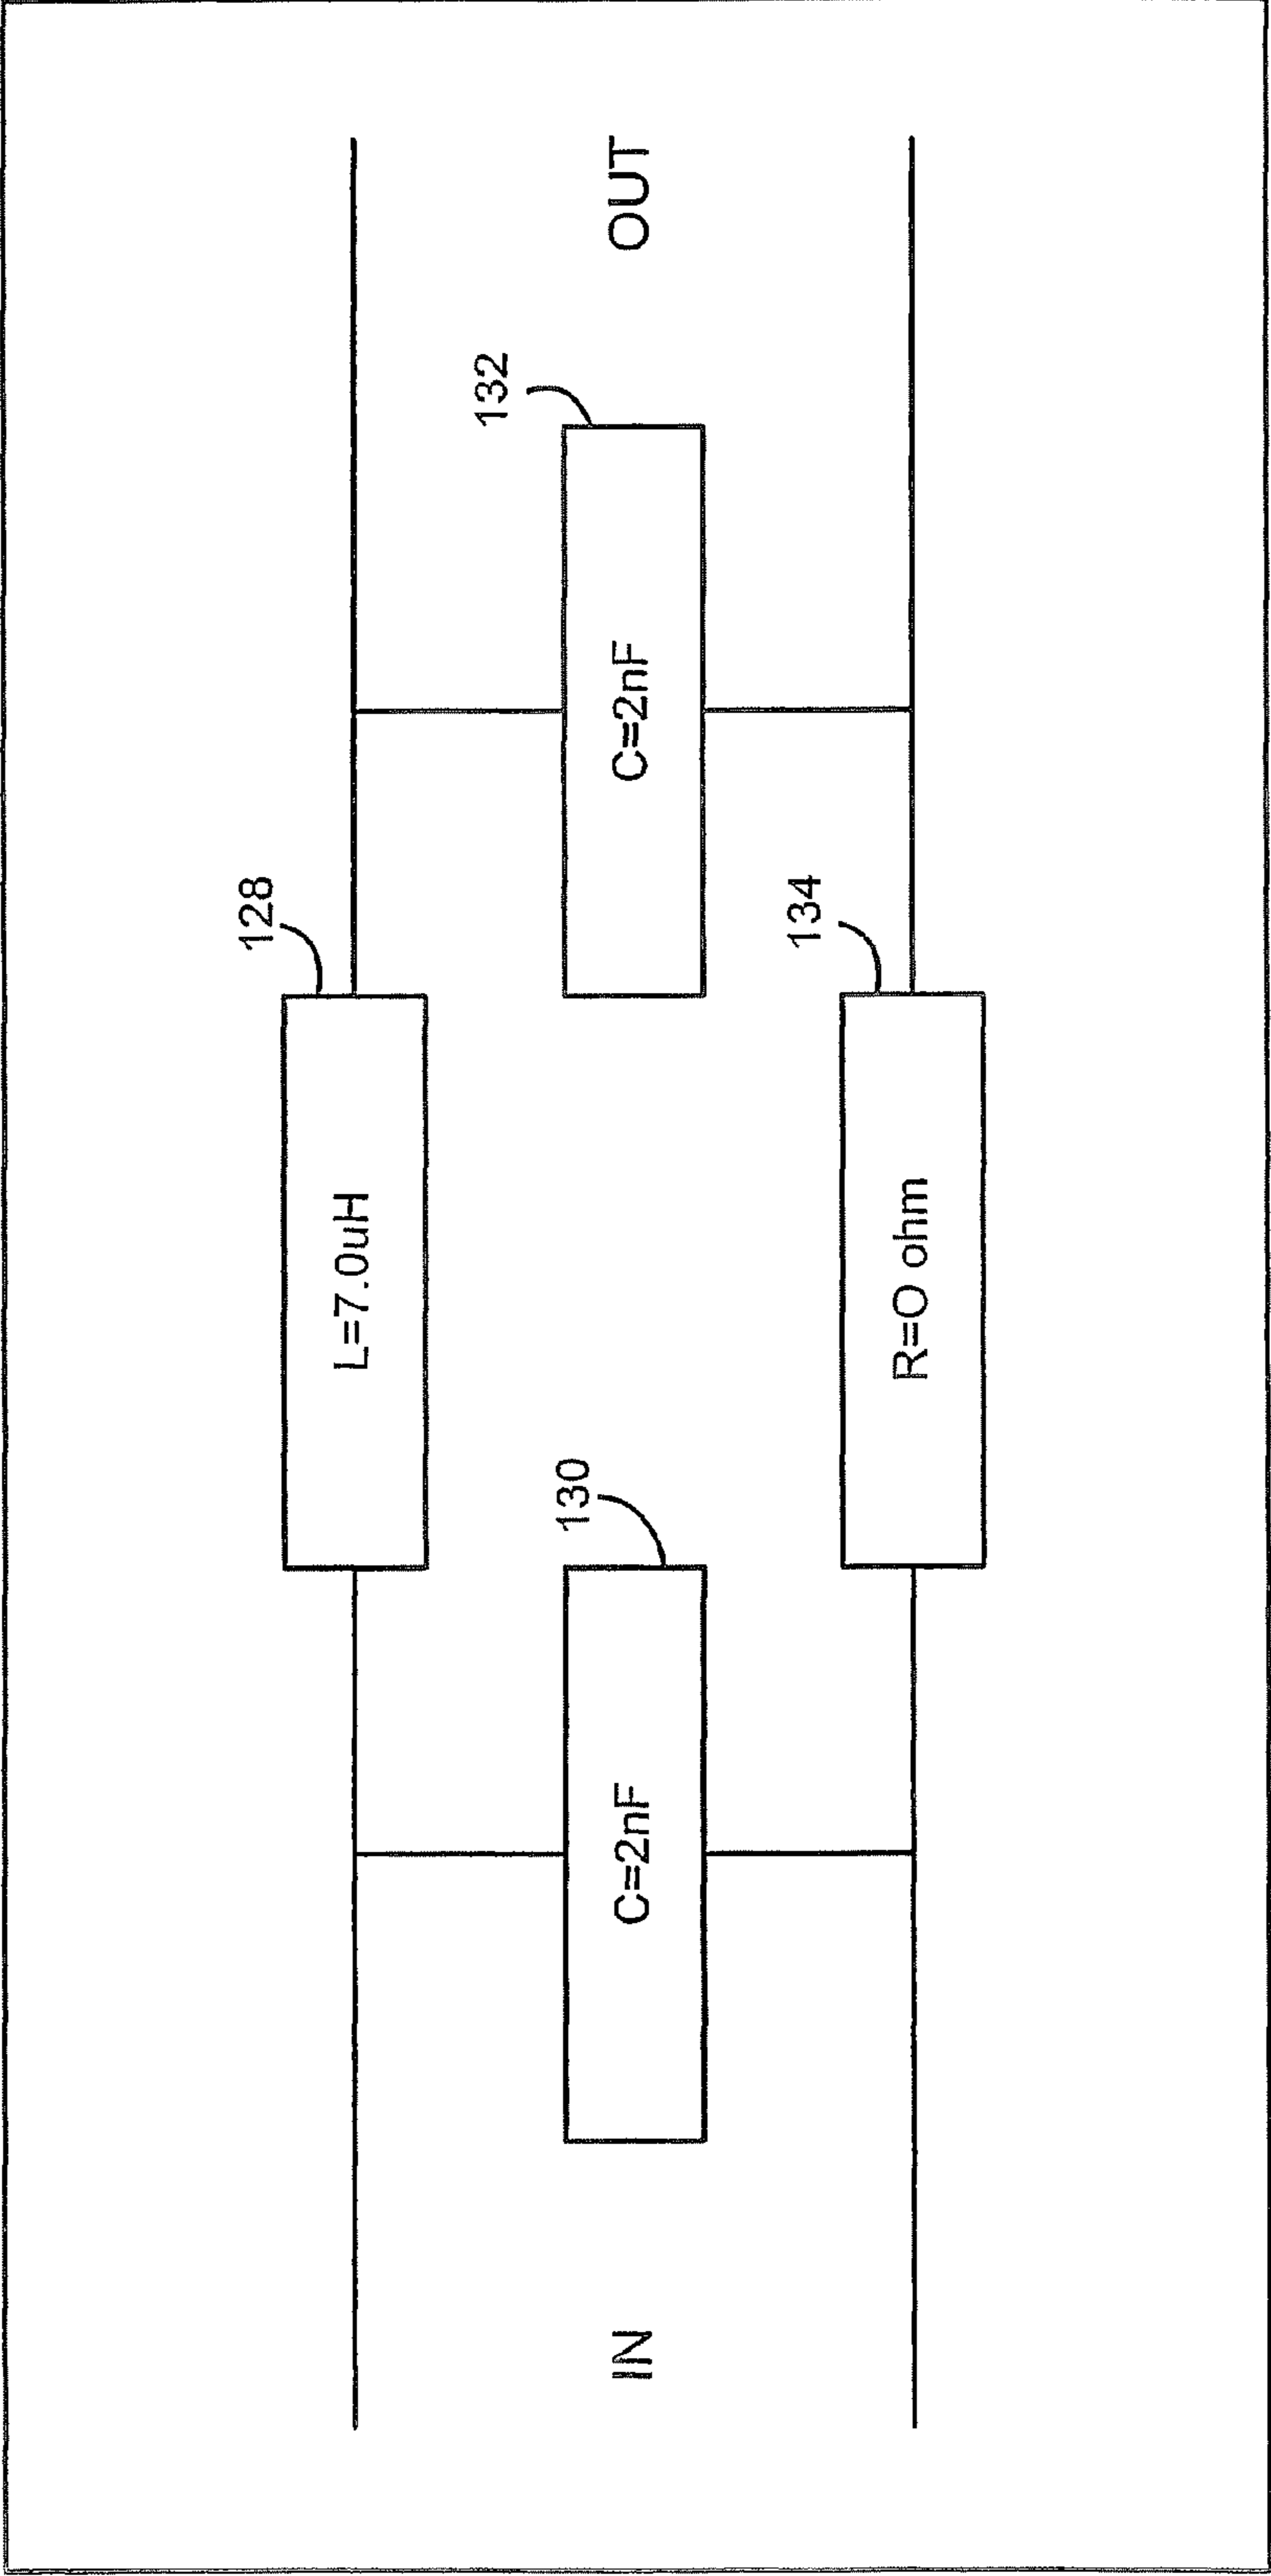 128
L=7.0uH
IN
130
C=2nF
132
C=2nF
OUT
134
R=O ohm